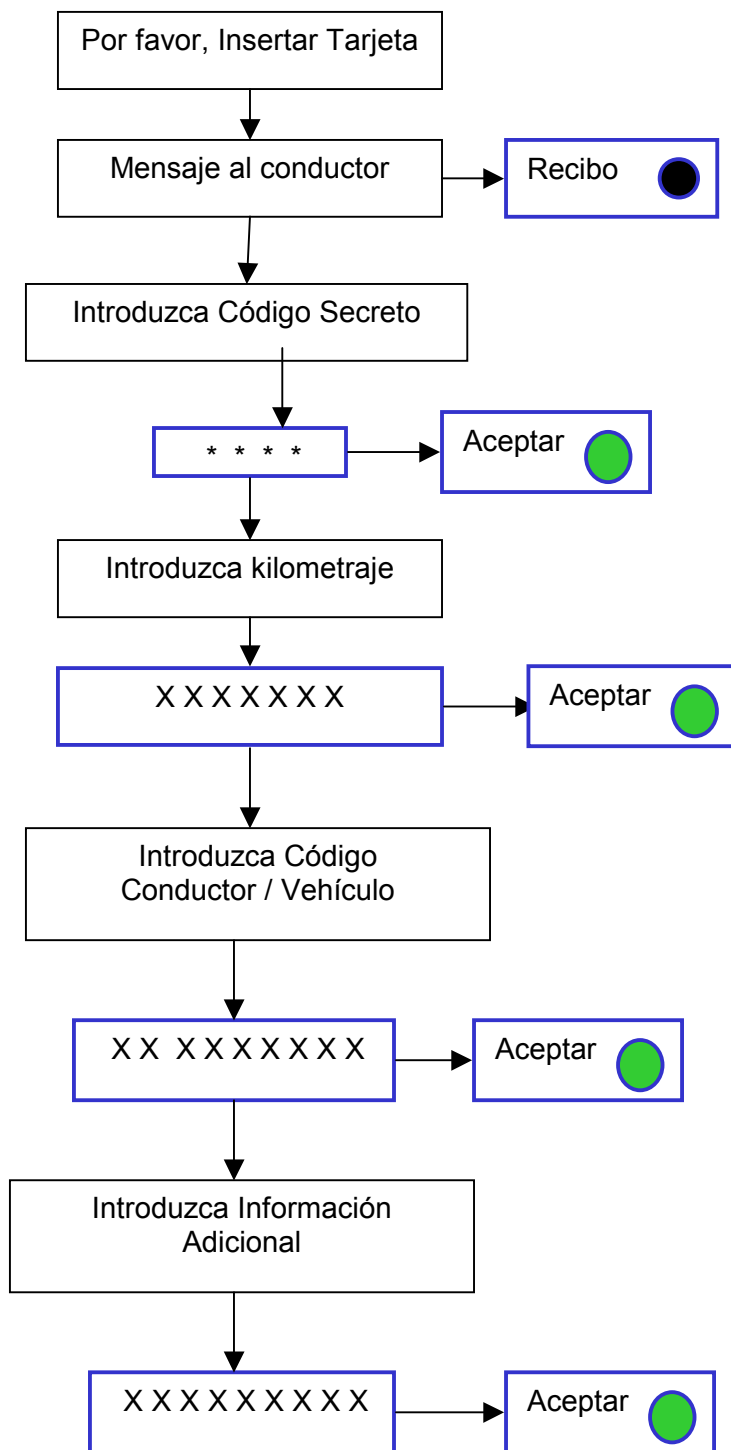 Por favor, Insertar Tarjeta
Mensaje al conductor
Recibo
Introduzca Código Secreto
* * * *
Aceptar
Introduzca kilometraje
X X X X X X X
Aceptar
Introduzca Código
Conductor / Vehículo
X X X X X X X X X
Aceptar
Introduzca Información
Adicional
X X X X X X X X X
Aceptar